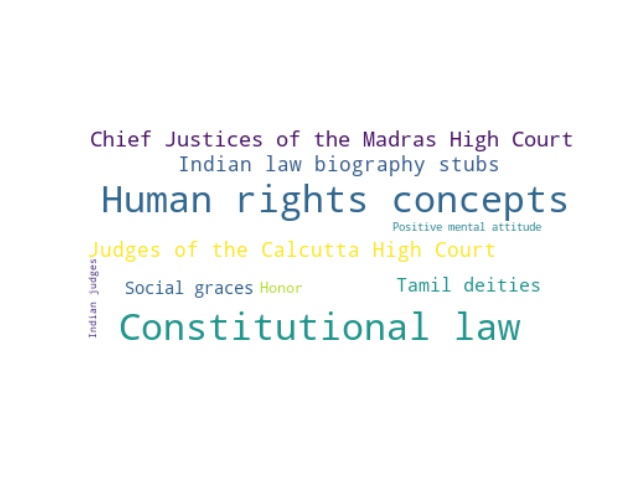 Chief Justices of the Madras High Court
Indian law biography stubs
Human rights concepts
Positive mental attitude
Judges of the Calcutta High Court
Indian judges
Social graces
Honor
Tamil deities
Constitutional law